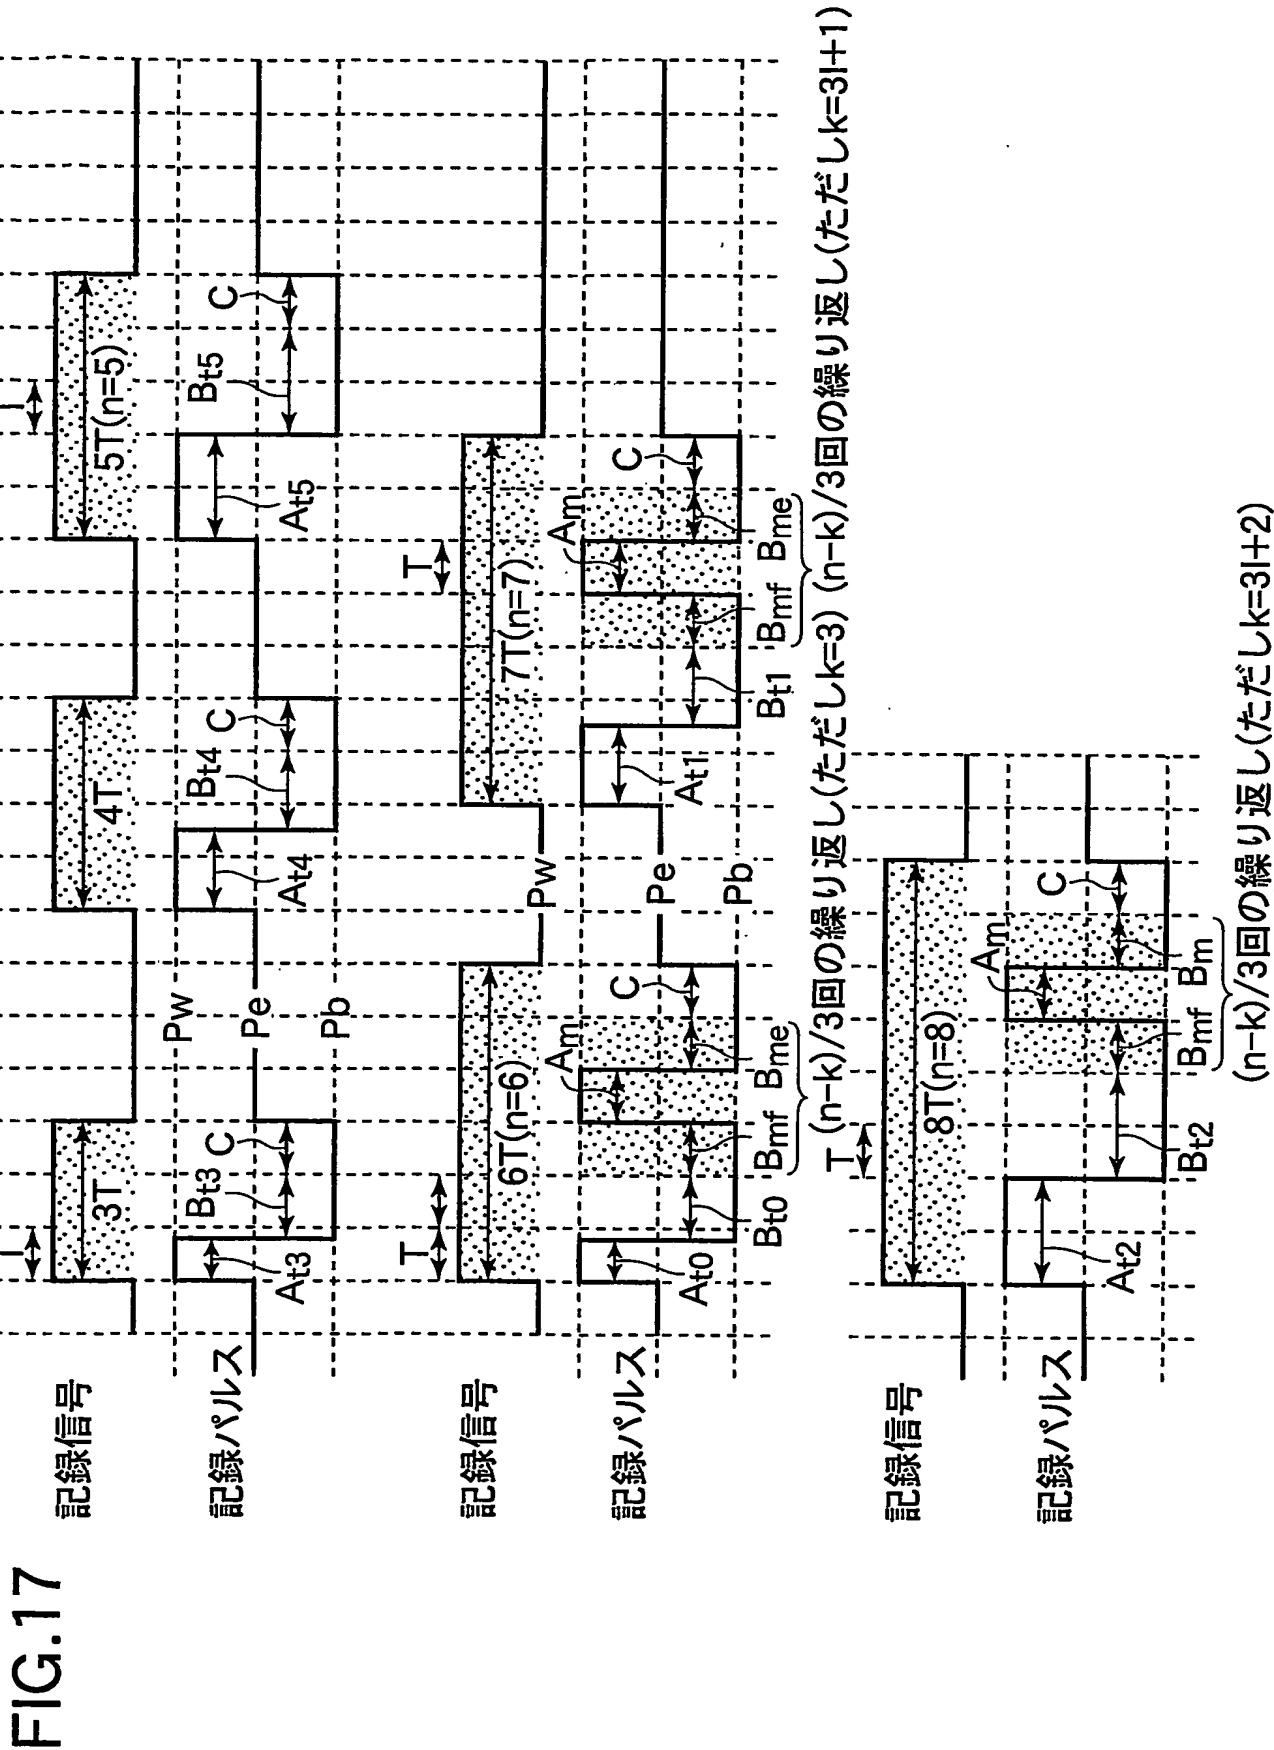 FIG.17
記録信号
T
3T
4T
T
5T(n=5)
記録パルス
Pw
Pe
Pb
At3
Bt3
C
At4
Bt4
C
At5
Bt5
C
記録信号
T
6T(n=6)
T
7T(n=7)
記録パルス
Pw
Pe
Pb
At0
Bt0
Bmf
Am
Bme
C
At1
Bt1
Bmf
Am
Bme
C
(n−k)/3回の繰り返し(ただしk=3)
(n−k)/3回の繰り返し(ただしk=3l+1)
記録信号
T
8T(n=8)
記録パルス
At2
Bt2
Bmf
Am
Bm
C
(n−k)/3回の繰り返し(ただしk=3l+2)